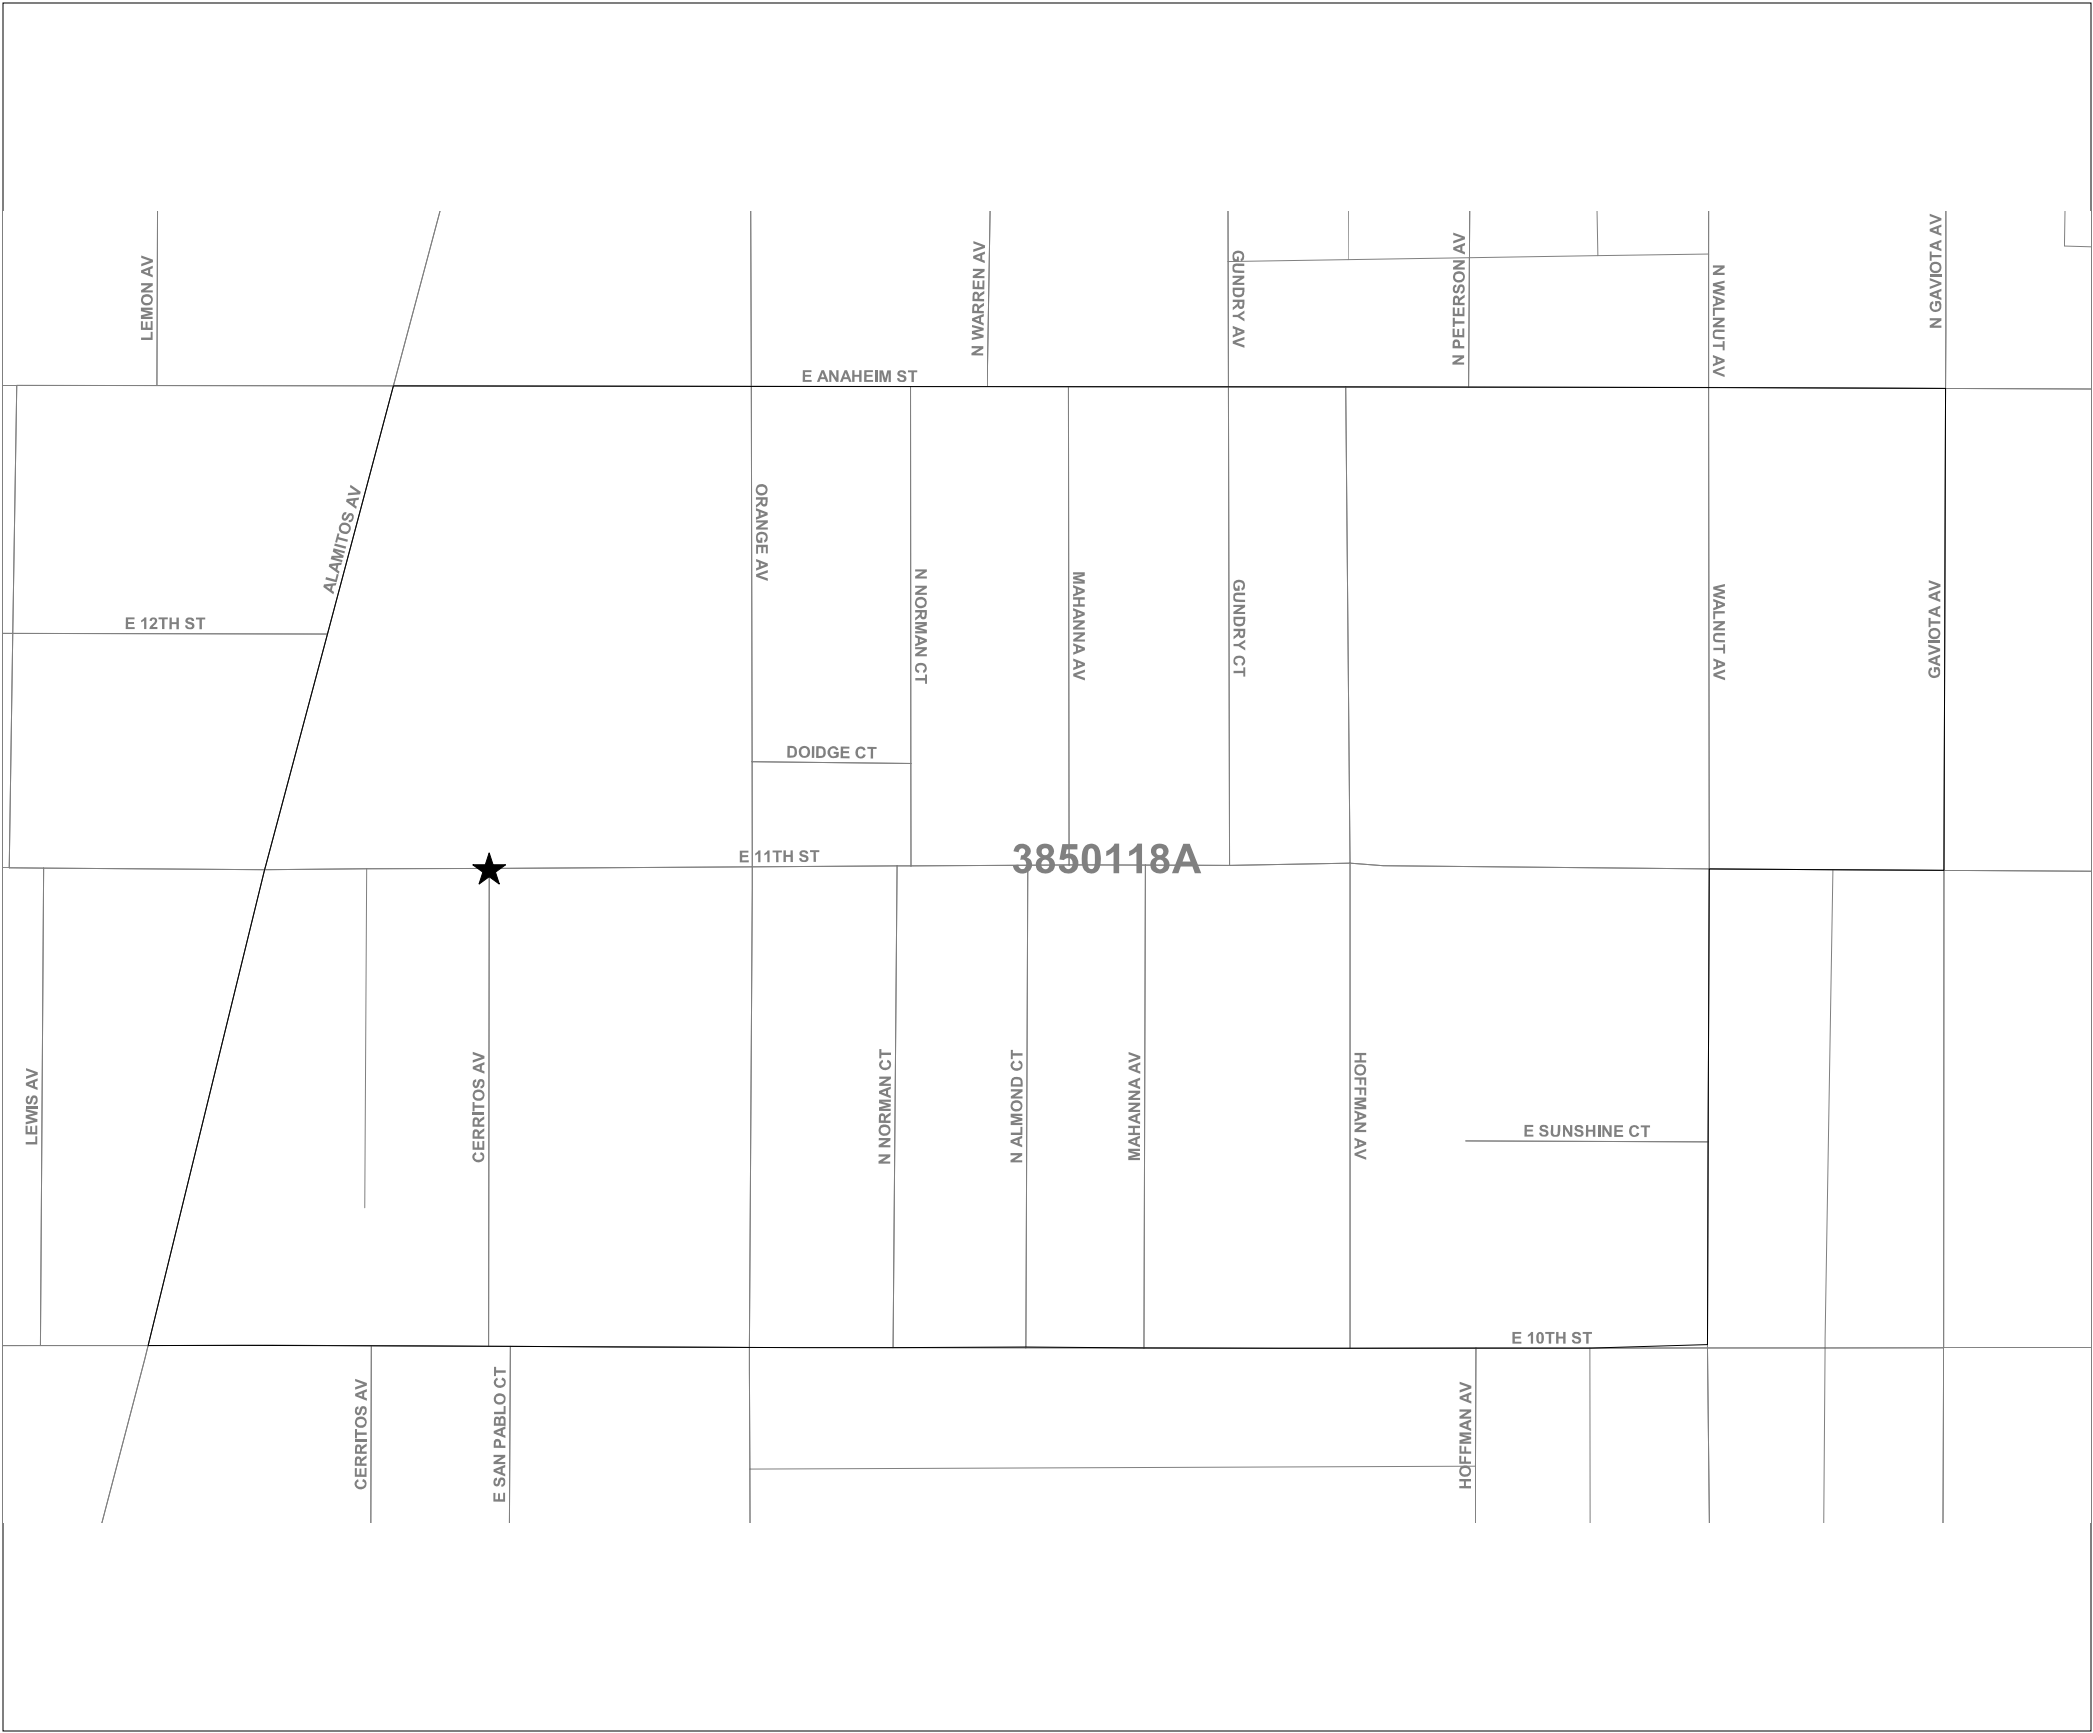 LEMON AV
N WARREN AV
GUNDRY AV
N PETERSON AV
N WALNUT AV
N GAVIOTA AV
E ANAHEIM ST
ALAMITOS AV
ORANGE AV
N NORMAN CT
MAHANNA AV
GUNDRY CT
WALNUT AV
GAVIOTA AV
E 12TH ST
DOIDGE CT
E 11TH ST
3850118A
LEWIS AV
CERRITOS AV
N NORMAN CT
N ALMOND CT
MAHANNA AV
HOFFMAN AV
E SUNSHINE CT
E 10TH ST
CERRITOS AV
E SAN PABLO CT
HOFFMAN AV